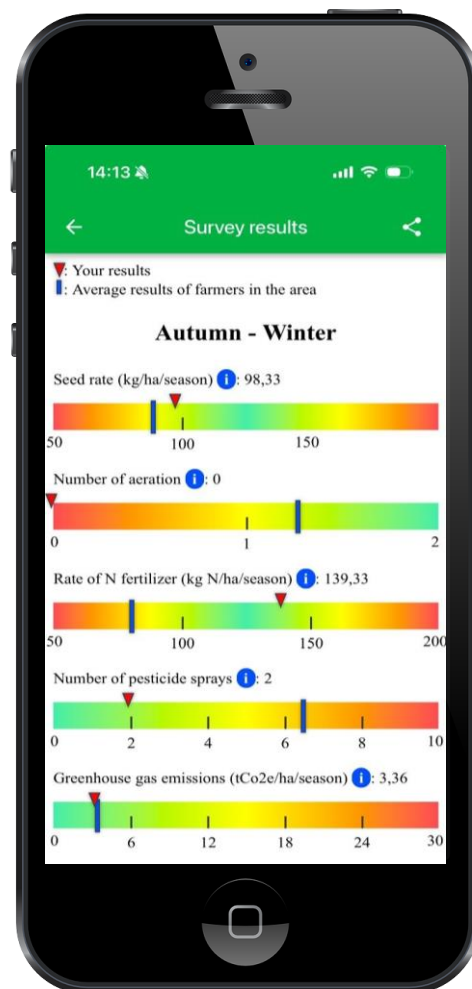 14:13
Survey results
: Your results
: Average results of farmers in the area
Autumn - Winter
Seed rate (kg/ha/season) i : 98,33
50 100 150
Number of aeration i : 0
0 1 2
Rate of N fertilizer (kg N/ha/season) i : 139,33
50 100 150 200
Number of pesticide sprays i : 2
0 2 4 6 8 10
Greenhouse gas emissions (tCo2e/ha/season) i : 3,36
0 6 12 18 24 30